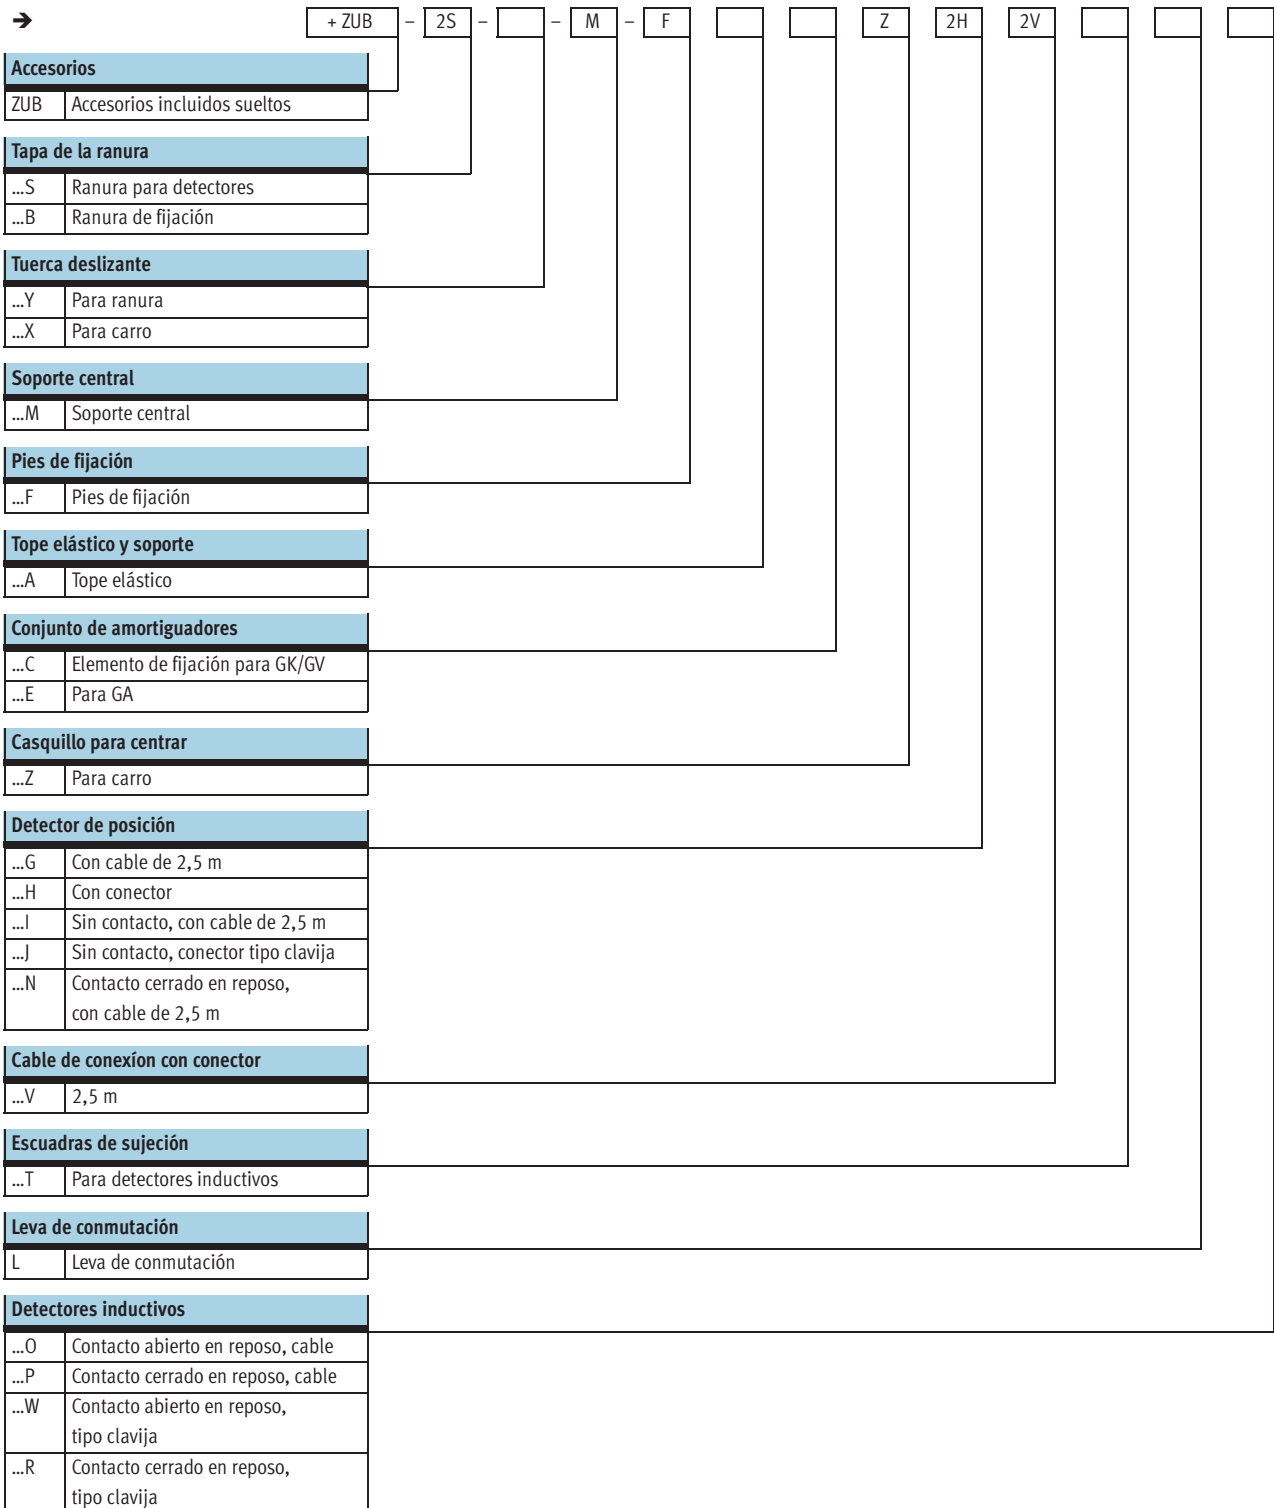 ➔ + ZUB – 2S – – M – F Z 2H 2V
Accesorios
ZUB Accesorios incluidos sueltos
Tapa de la ranura
...S Ranura para detectores
...B Ranura de fijación
Tuerca deslizante
...Y Para ranura
...X Para carro
Soporte central
...M Soporte central
Pies de fijación
...F Pies de fijación
Tope elástico y soporte
...A Tope elástico
Conjunto de amortiguadores
...C Elemento de fijación para GK/GV
...E Para GA
Casquillo para centrar
...Z Para carro
Detector de posición
...G Con cable de 2,5 m
...H Con conector
...I Sin contacto, con cable de 2,5 m
...J Sin contacto, conector tipo clavija
...N Contacto cerrado en reposo,
con cable de 2,5 m
Cable de conexíon con conector
...V 2,5 m
Escuadras de sujeción
...T Para detectores inductivos
Leva de conmutación
L Leva de conmutación
Detectores inductivos
...O Contacto abierto en reposo, cable
...P Contacto cerrado en reposo, cable
...W Contacto abierto en reposo,
tipo clavija
...R Contacto cerrado en reposo,
tipo clavija